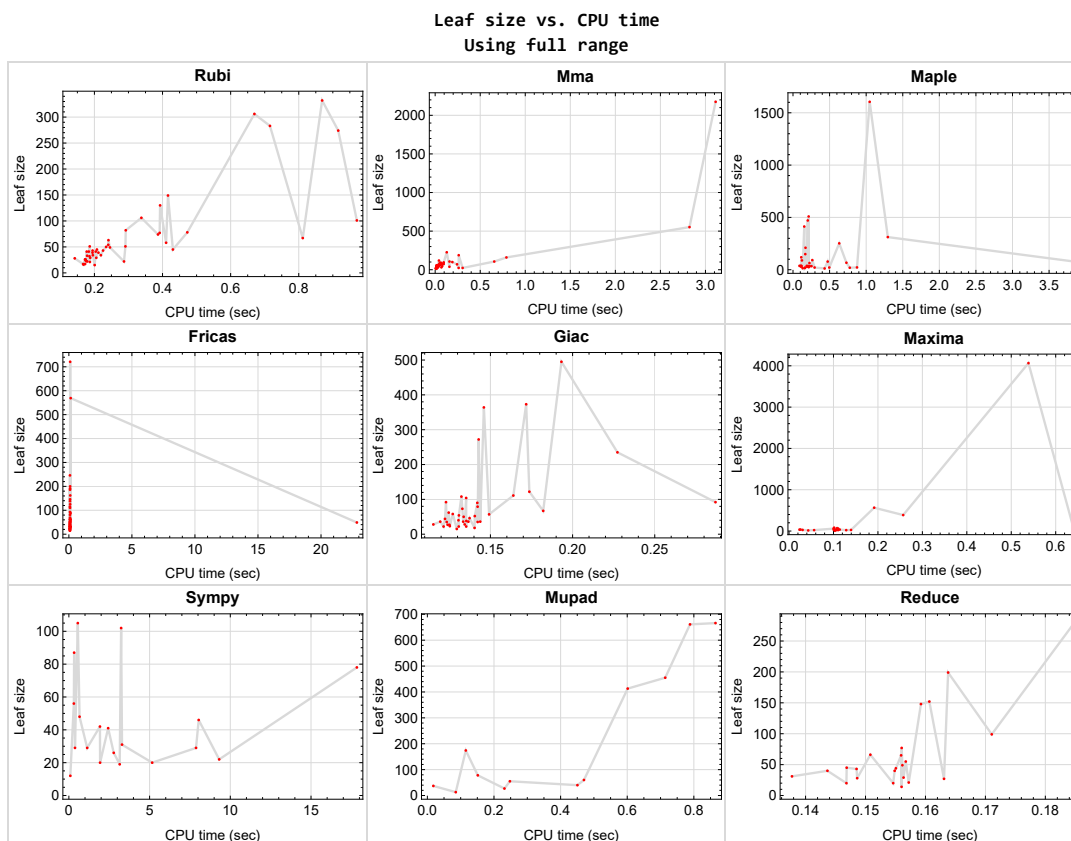 Leaf size vs. CPU time
Using full range
Rubi
Mma
Maple
Leaf size
300
250
200
150
100
50
0
0.2 0.4 0.6 0.8
CPU time (sec)
Leaf size
2000
1500
1000
500
0
0.0 0.5 1.0 1.5 2.0 2.5 3.0
CPU time (sec)
Leaf size
1500
1000
500
0
0.0 0.5 1.0 1.5 2.0 2.5 3.0 3.5
CPU time (sec)
Fricas
Giac
Maxima
Leaf size
700
600
500
400
300
200
100
0
0 5 10 15 20
CPU time (sec)
Leaf size
500
400
300
200
100
0
0.15 0.20 0.25
CPU time (sec)
Leaf size
4000
3000
2000
1000
0
0.0 0.1 0.2 0.3 0.4 0.5 0.6
CPU time (sec)
Sympy
Mupad
Reduce
Leaf size
100
80
60
40
20
0
0 5 10 15
CPU time (sec)
Leaf size
700
600
500
400
300
200
100
0
0.0 0.2 0.4 0.6 0.8
CPU time (sec)
Leaf size
250
200
150
100
50
0
0.14 0.15 0.16 0.17 0.18
CPU time (sec)